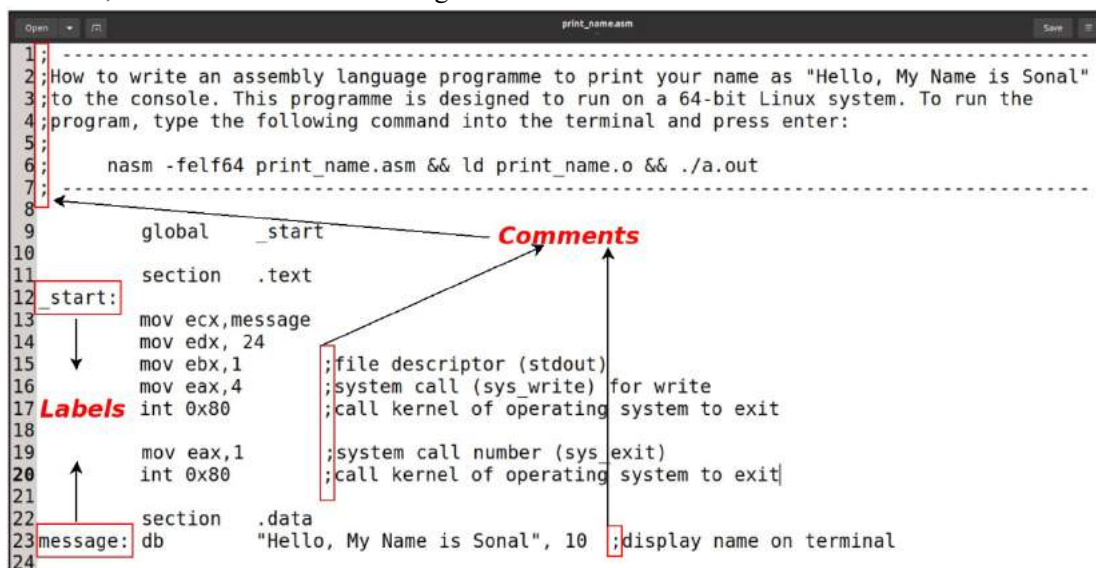 Open print_name.asm Save
1 ; ------------------------------------------------------------------------------
2 ;How to write an assembly language programme to print your name as "Hello, My Name is Sonal"
3 ;to the console. This programme is designed to run on a 64-bit Linux system. To run the
4 ;program, type the following command into the terminal and press enter:
5 ;
6 ; nasm -felf64 print_name.asm && ld print_name.o && ./a.out
7 ; ------------------------------------------------------------------------------
8
9 global _start
Comments
10
11 section .text
12 _start:
13 mov ecx,message
14 mov edx, 24
15 mov ebx,1 ;file descriptor (stdout)
16 mov eax,4 ;system call (sys_write) for write
17 int 0x80 ;call kernel of operating system to exit
Labels
18
19 mov eax,1 ;system call number (sys_exit)
20 int 0x80 ;call kernel of operating system to exit
21
22 section .data
23 message: db "Hello, My Name is Sonal", 10 ;display name on terminal
24